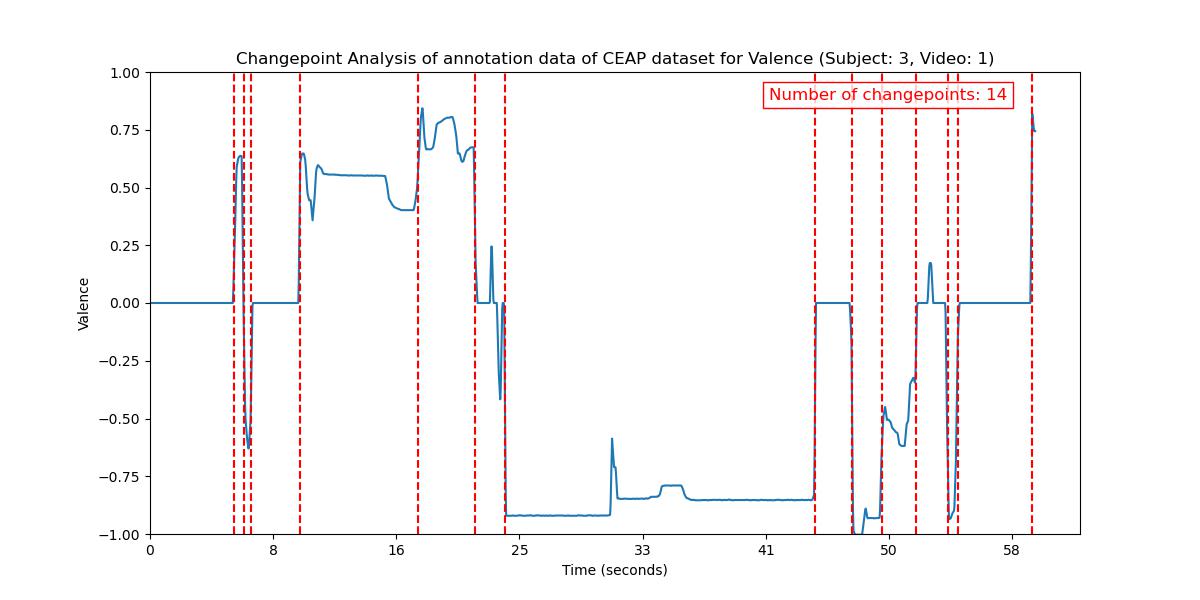 Changepoint Analysis of annotation data of CEAP dataset for Valence (Subject: 3, Video: 1)
Number of changepoints: 14
1.00
0.75
0.50
0.25
0.00
−0.25
−0.50
−0.75
−1.00
Valence
0 8 16 25 33 41 50 58
Time (seconds)